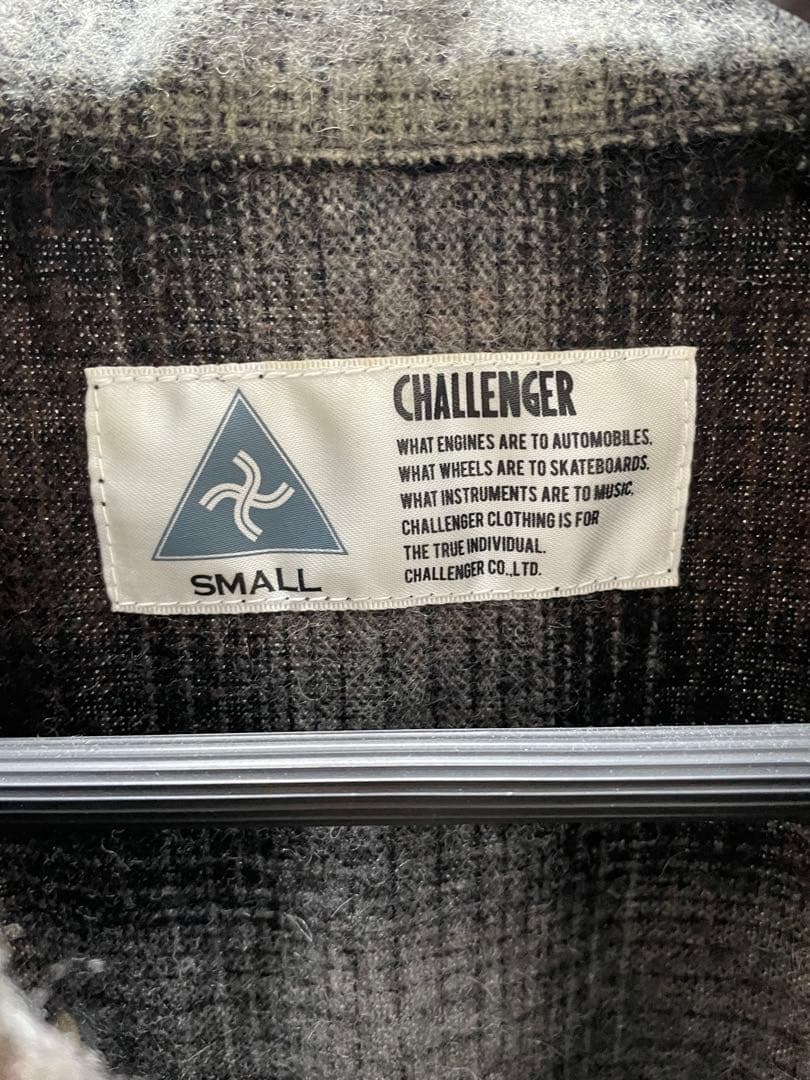 SMALL
CHALLENGER
WHAT ENGINES ARE TO AUTOMOBILES.
WHAT WHEELS ARE TO SKATEBOARDS.
WHAT INSTRUMENTS ARE TO MUSIC.
CHALLENGER CLOTHING IS FOR
THE TRUE INDIVIDUAL.
CHALLENGER CO.,LTD.